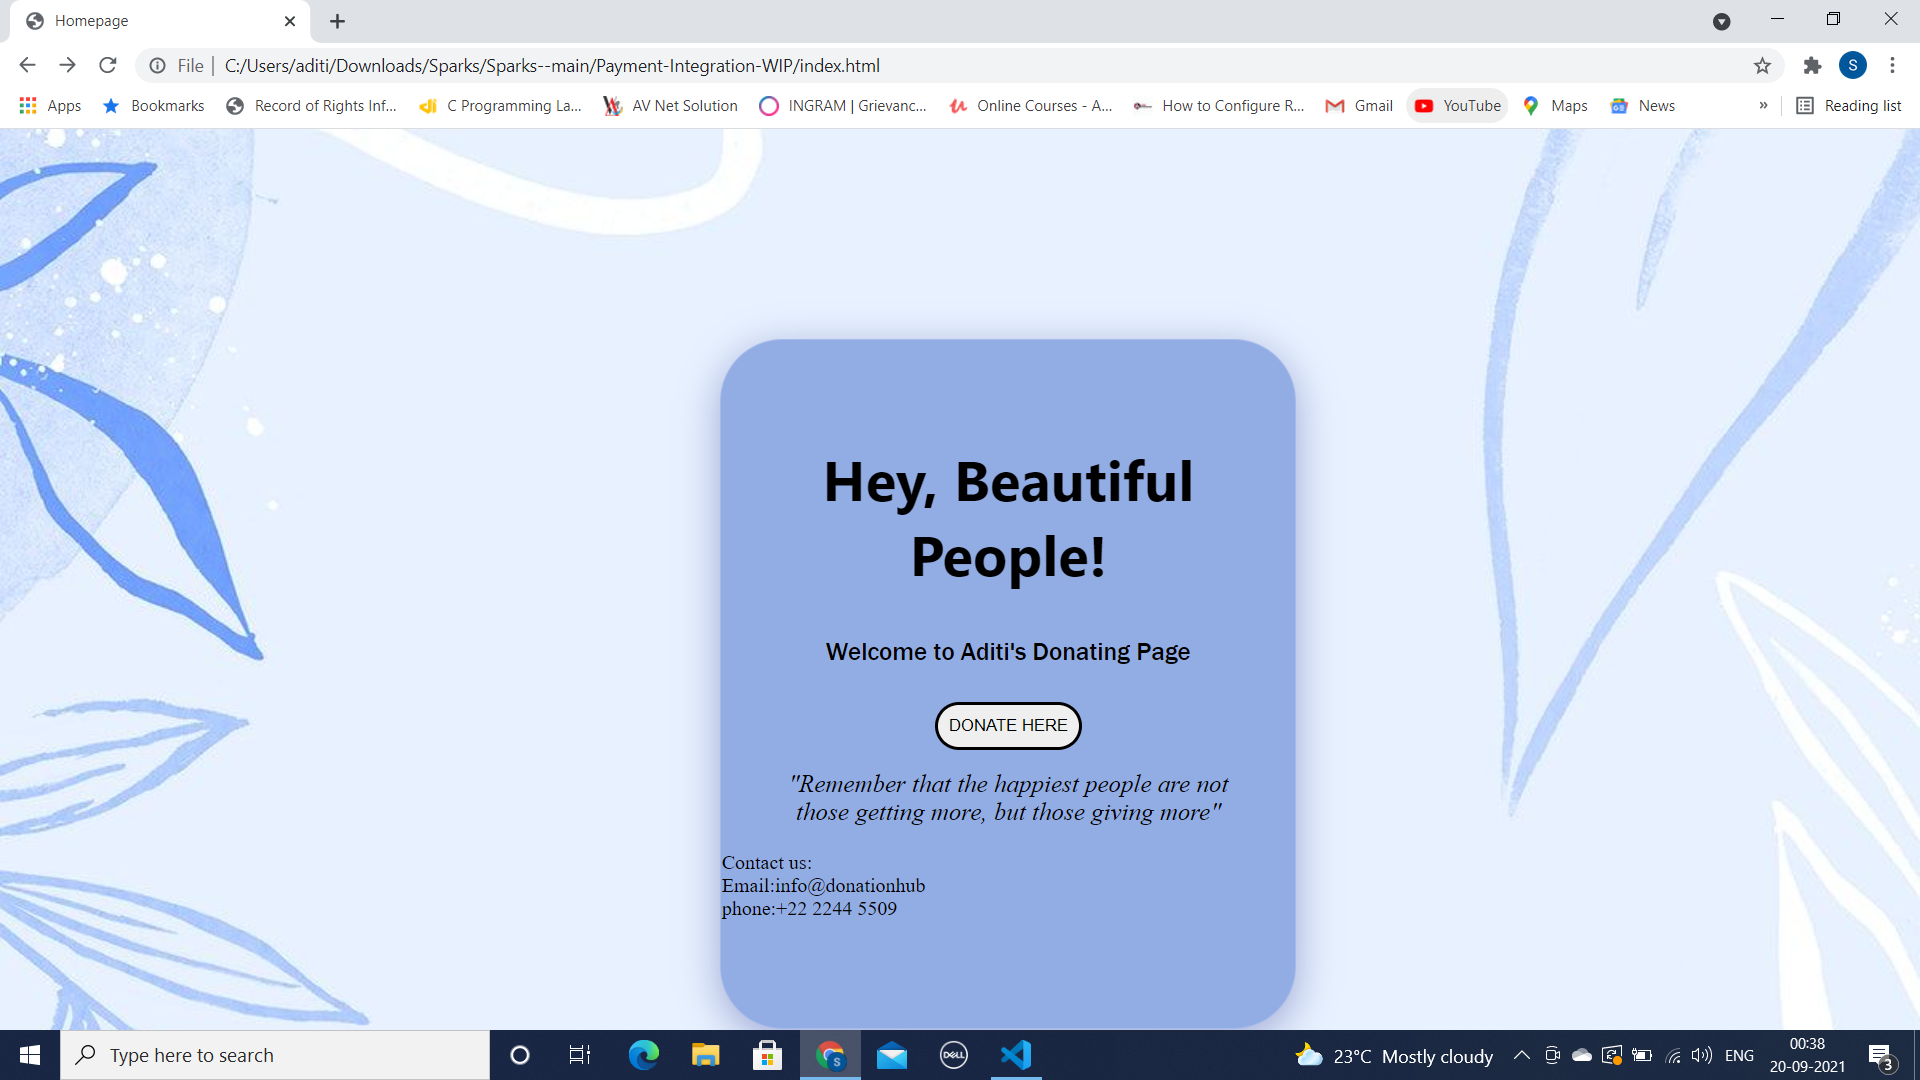 Homepage
File
C:/Users/aditi/Downloads/Sparks/Sparks--main/Payment-Integration-WIP/index.html
S
Apps
Bookmarks
Record of Rights Inf...
C Programming La...
AV Net Solution
INGRAM | Grievanc...
Online Courses - A...
How to Configure R...
Gmail
YouTube
Maps
News
»
Reading list
Hey, Beautiful
People!
Welcome to Aditi's Donating Page
DONATE HERE
"Remember that the happiest people are not
those getting more, but those giving more"
Contact us:
Email:info@donationhub
phone:+22 2244 5509
Type here to search
S
DELL
23°C Mostly cloudy
ENG
00:38
20-09-2021
3